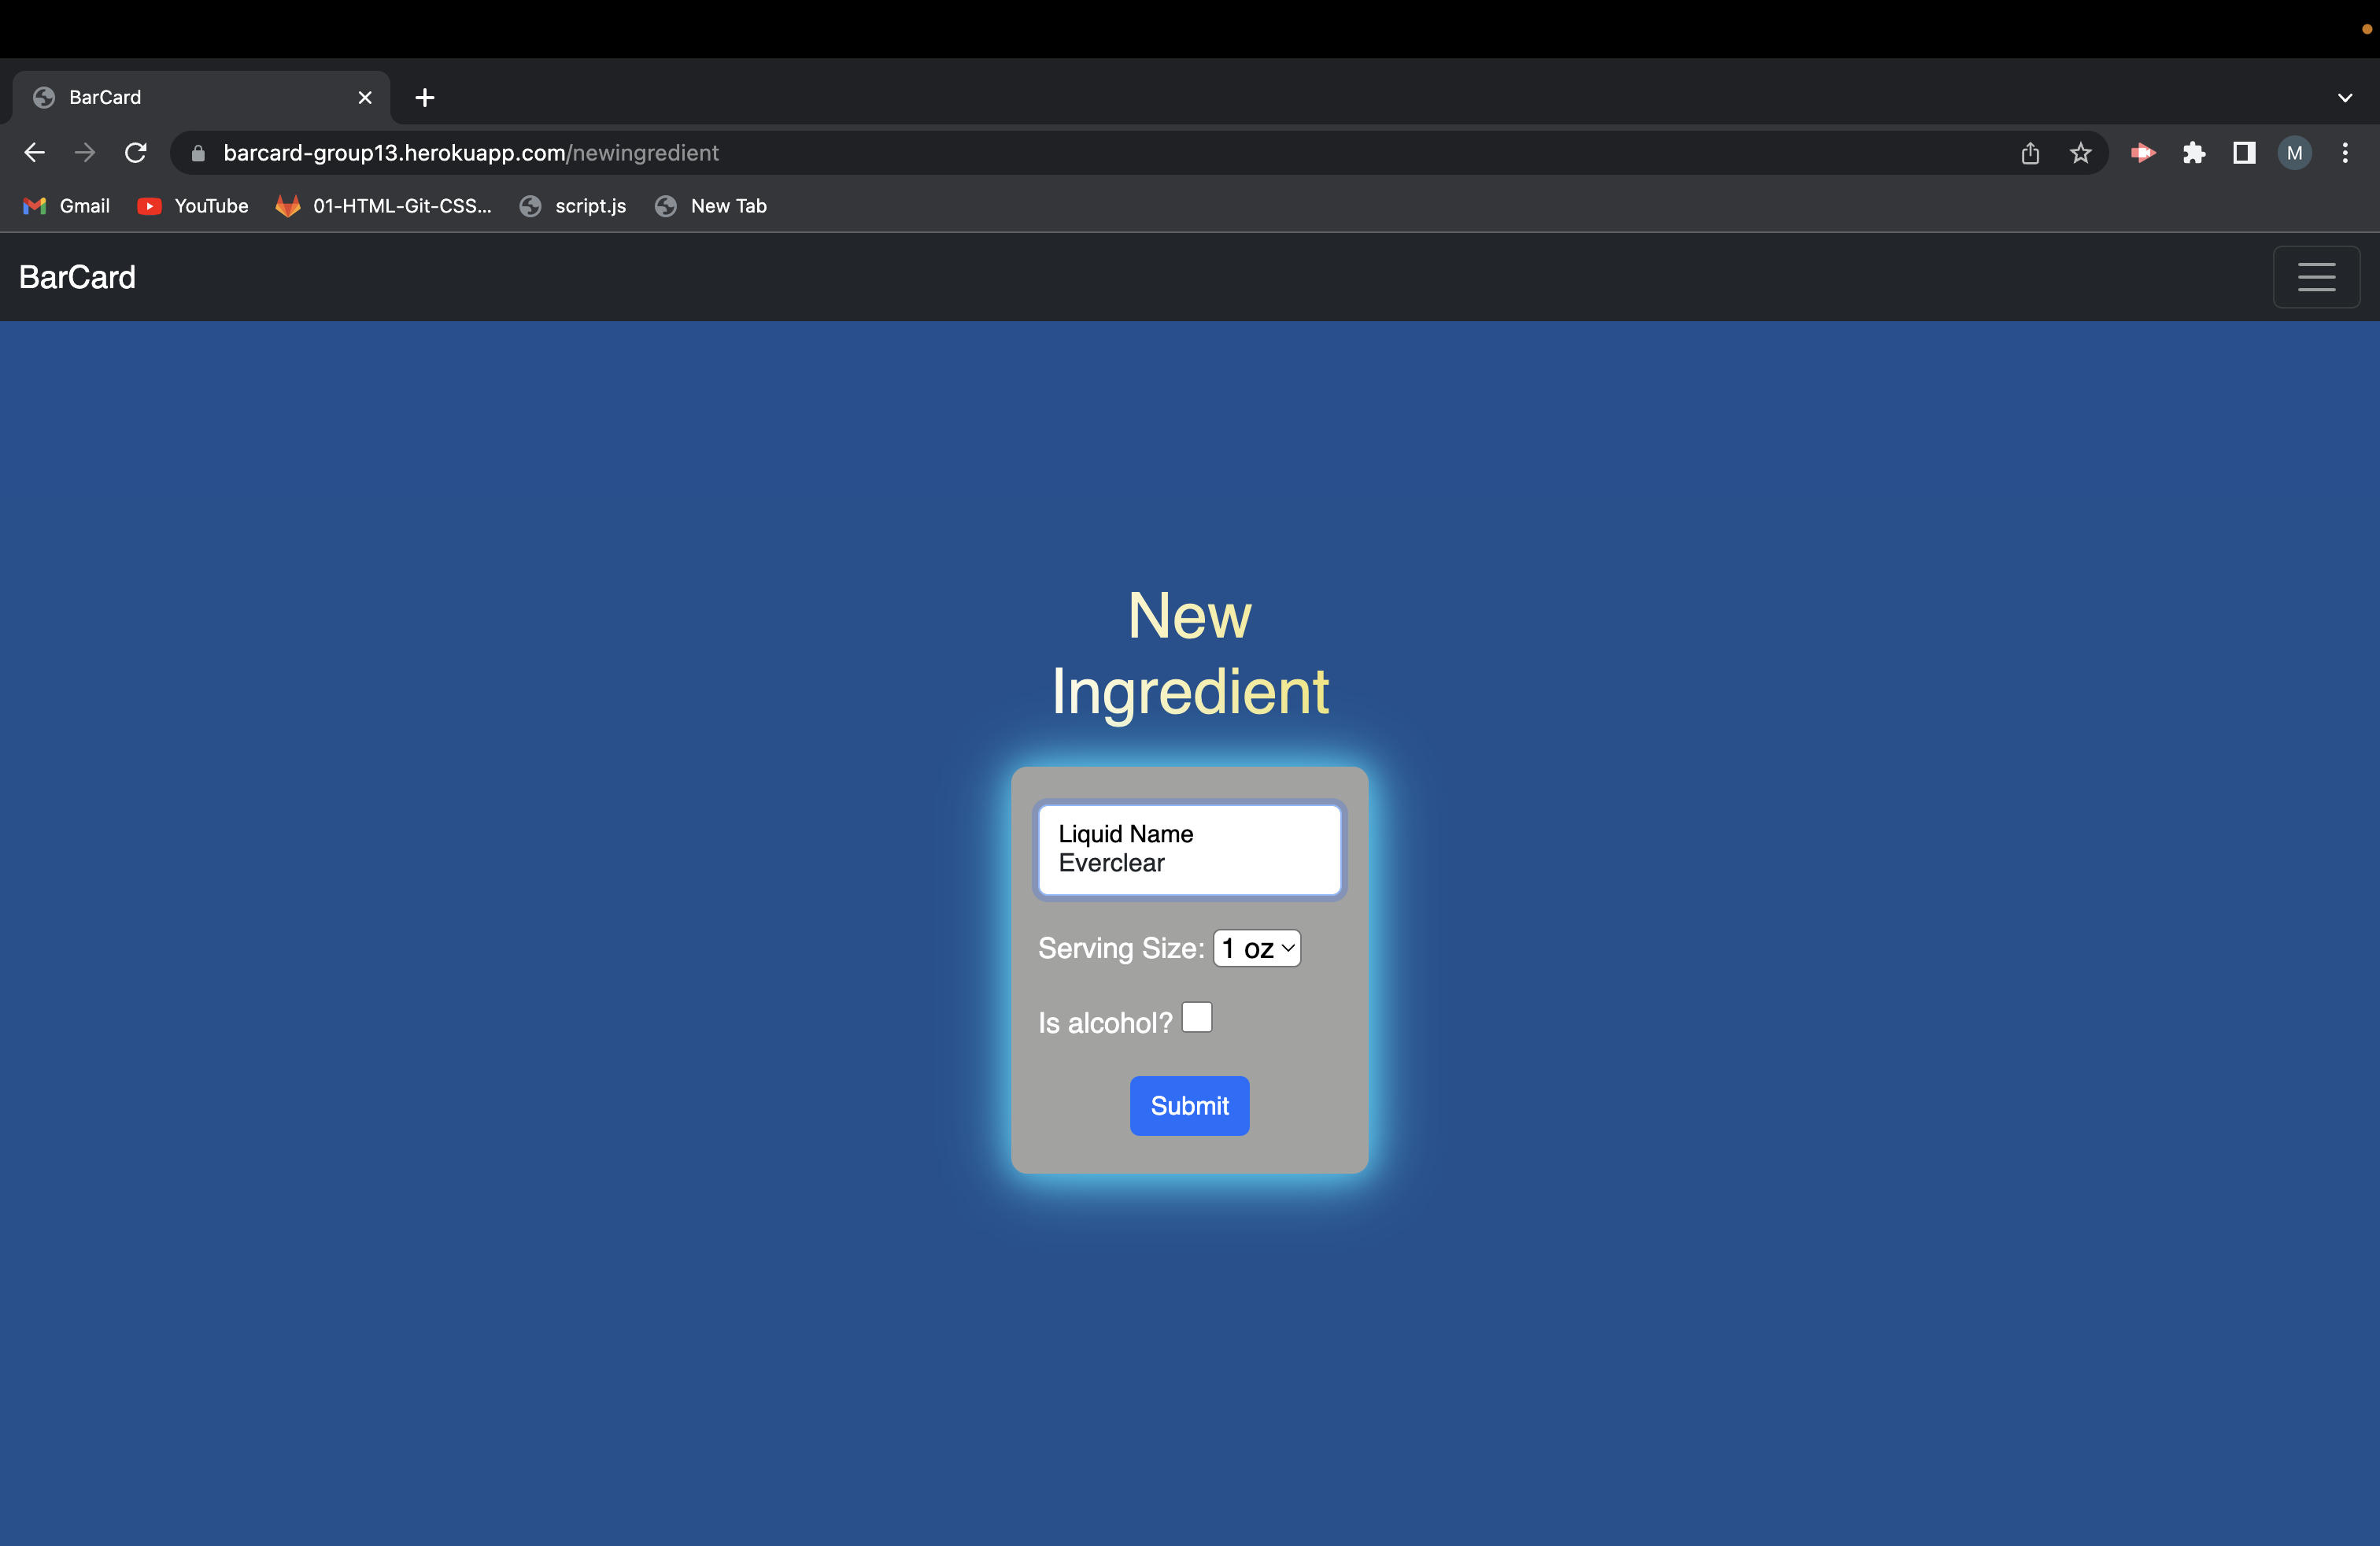 BarCard
barcard-group13.herokuapp.com/newingredient
M
Gmail
YouTube
01-HTML-Git-CSS...
script.js
New Tab
BarCard
New
Ingredient
Liquid Name
Everclear
Serving Size: 1 oz
Is alcohol?
Submit